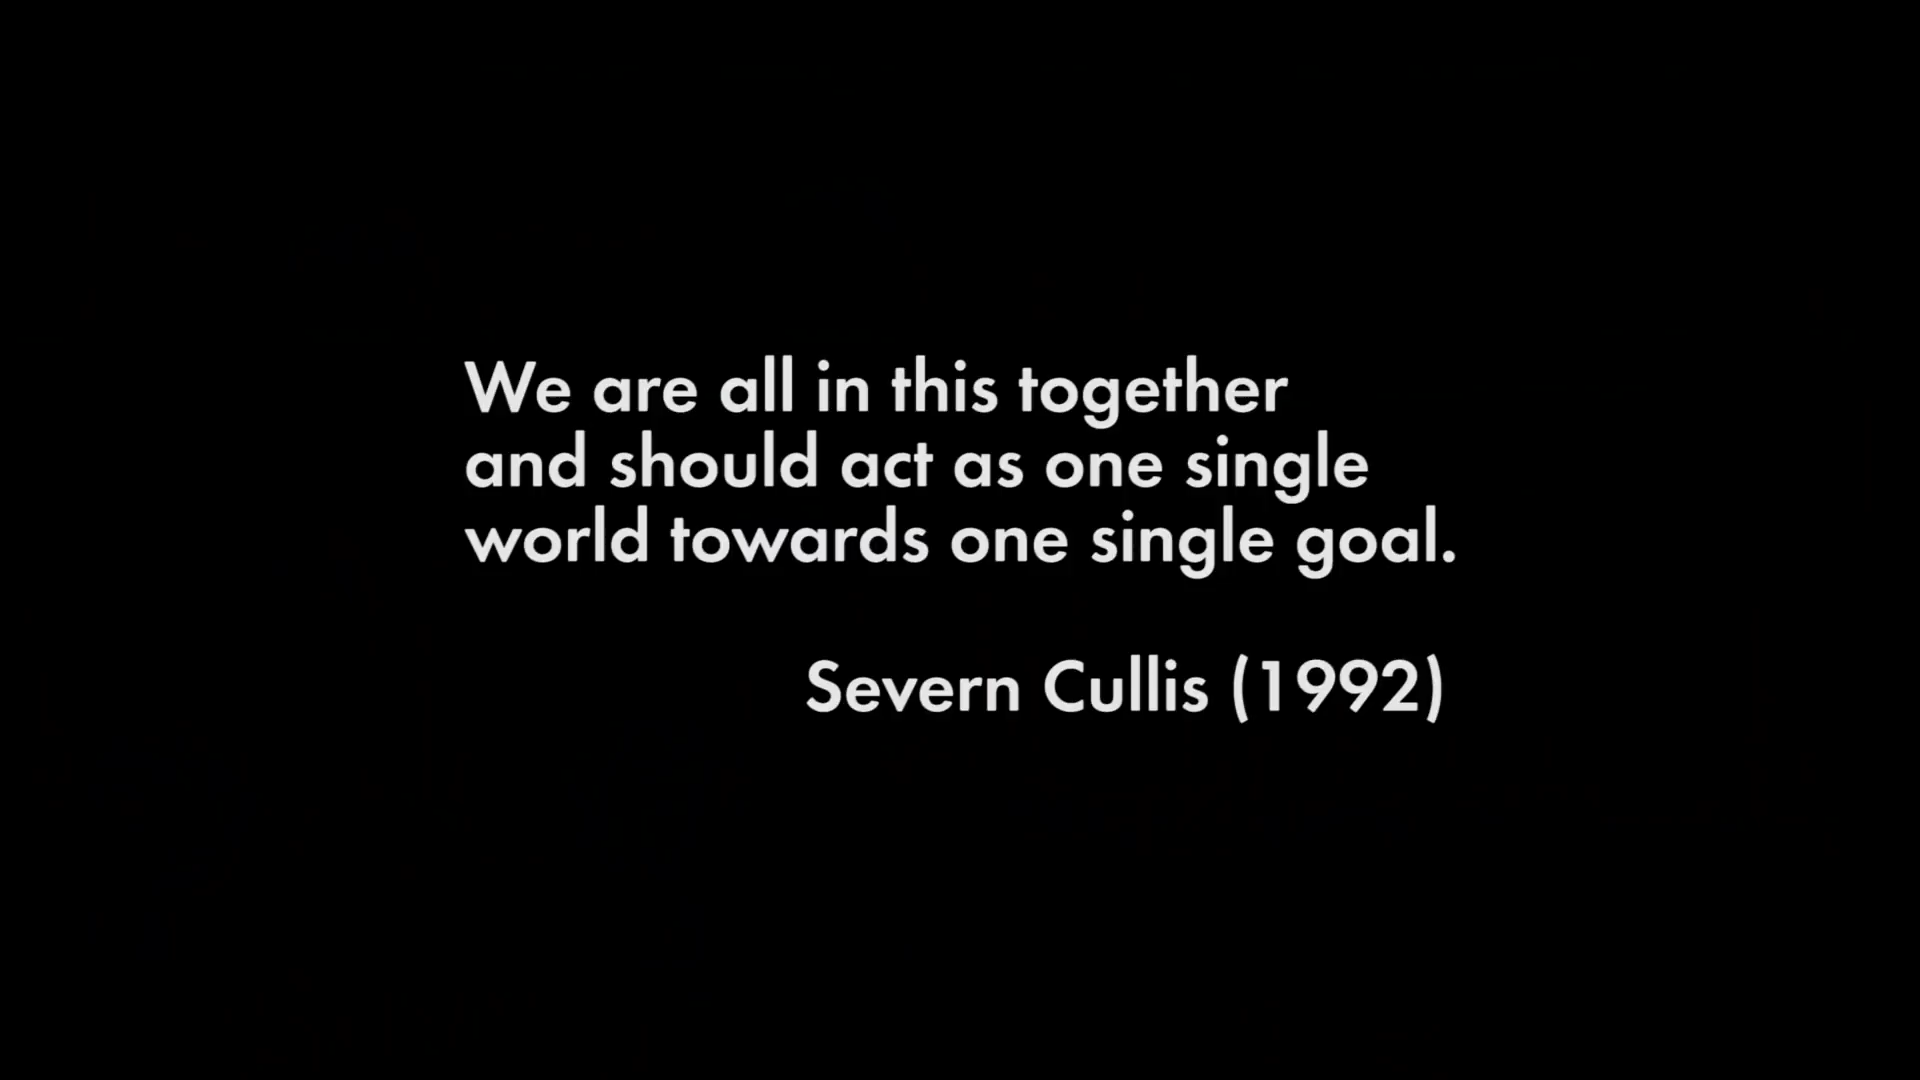 We are all in this together
and should act as one single
world towards one single goal.
Severn Cullis (1992)